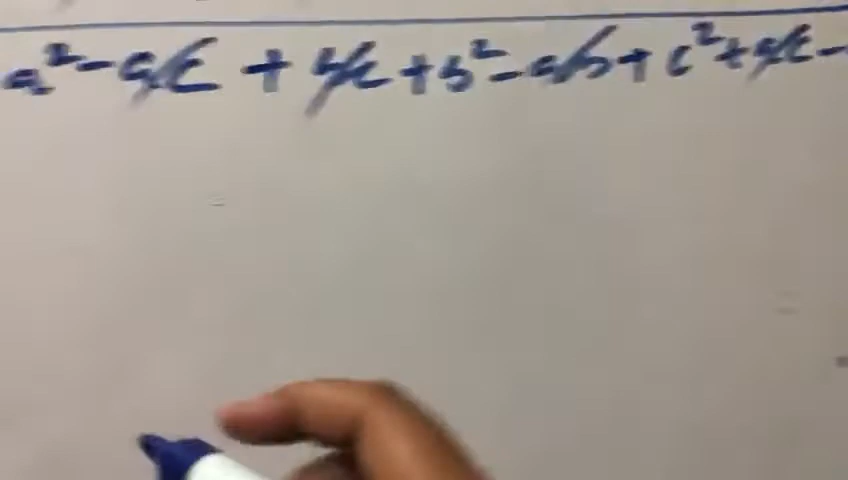 a² - ac + bc + b² - ab + c² + ac -